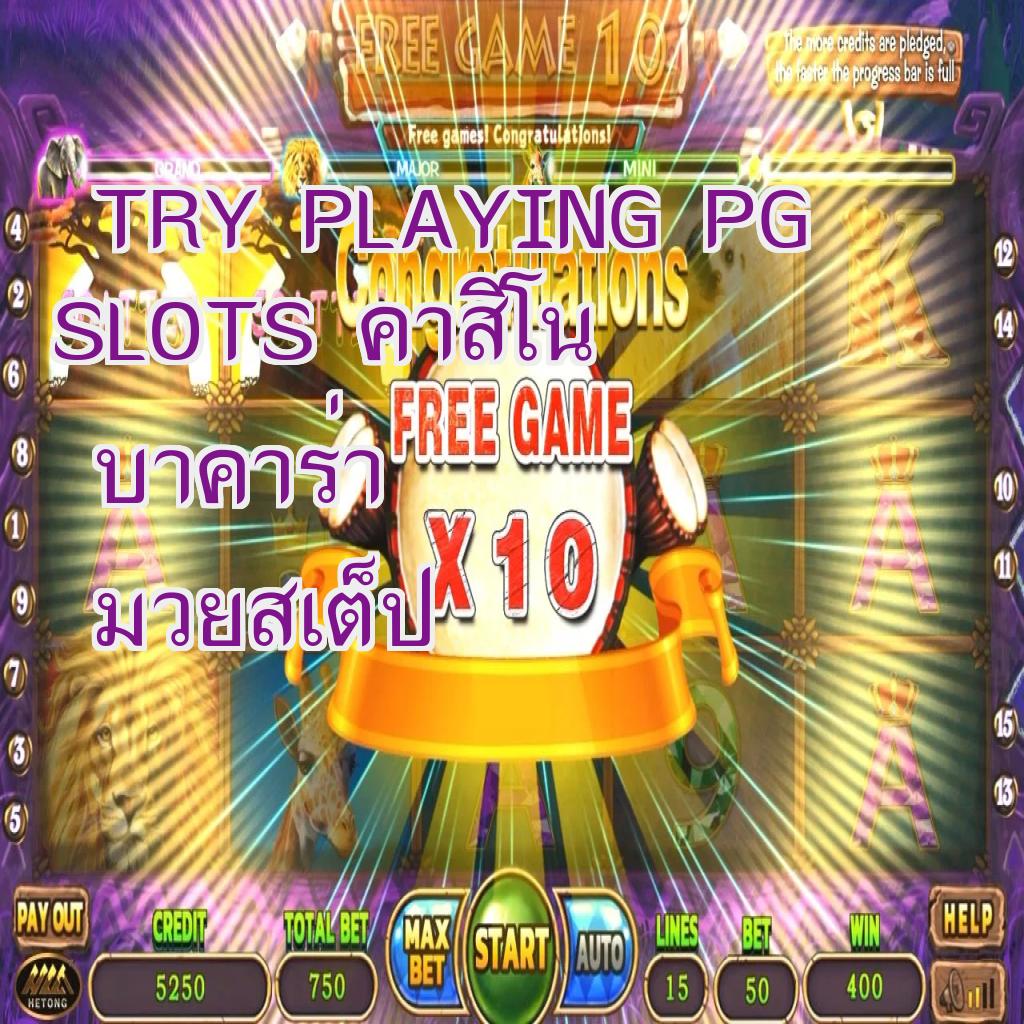 FREE GAME 10
The more credits are pledged,
the faster the progress bar is full
Free games! Congratulations!
GRAND MAJOR MINI
TRY PLAYING PG
Congratulations
SLOTS คาสิโน
FREE GAME
บาคาร่า
X10
มวยสเต็ป
4
2
6
8
1
9
7
3
5
12
14
10
11
15
13
K
A
A
A
A
9
PAY OUT
CREDIT
TOTAL BET
MAX
BET
START
AUTO
LINES
BET
WIN
HELP
HETONG
5250
750
15
50
400